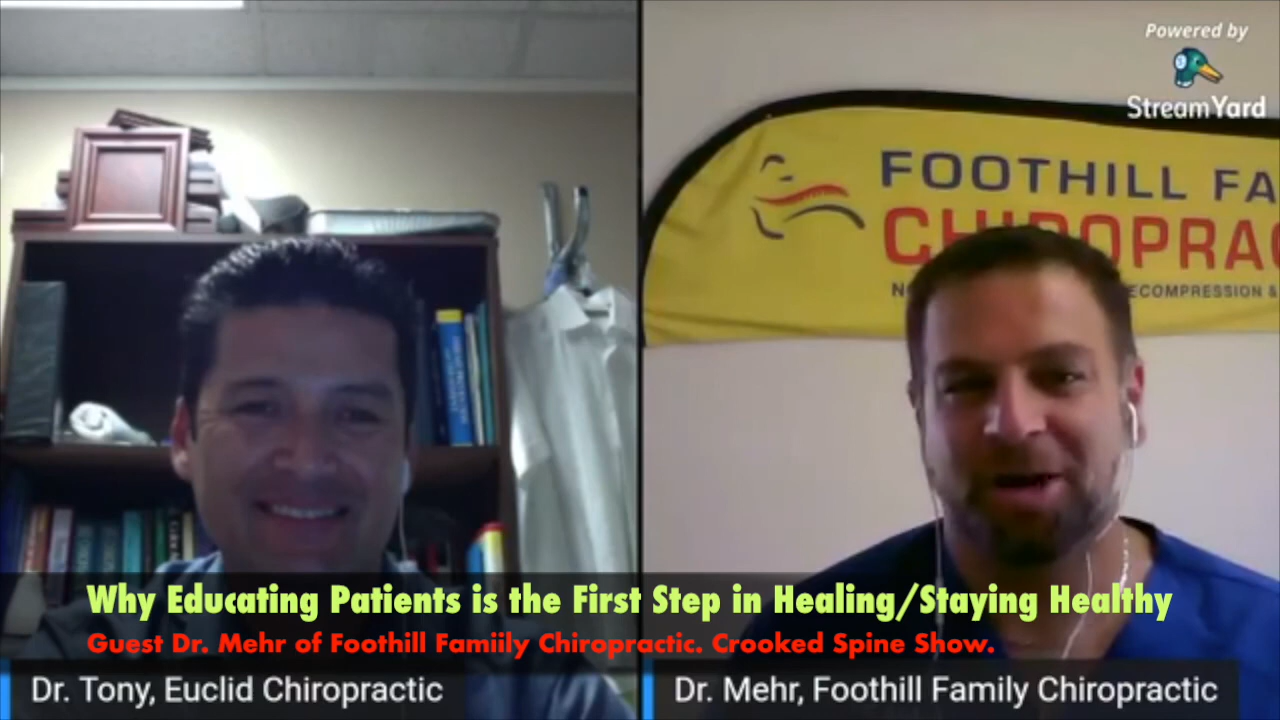 Powered by
StreamYard
FOOTHILL FA
CHIROPRAC
ECOMPRESSION &
Why Educating Patients is the First Step in Healing/Staying Healthy
Guest Dr. Mehr of Foothill Famiily Chiropractic. Crooked Spine Show.
Dr. Tony, Euclid Chiropractic
Dr. Mehr, Foothill Family Chiropractic